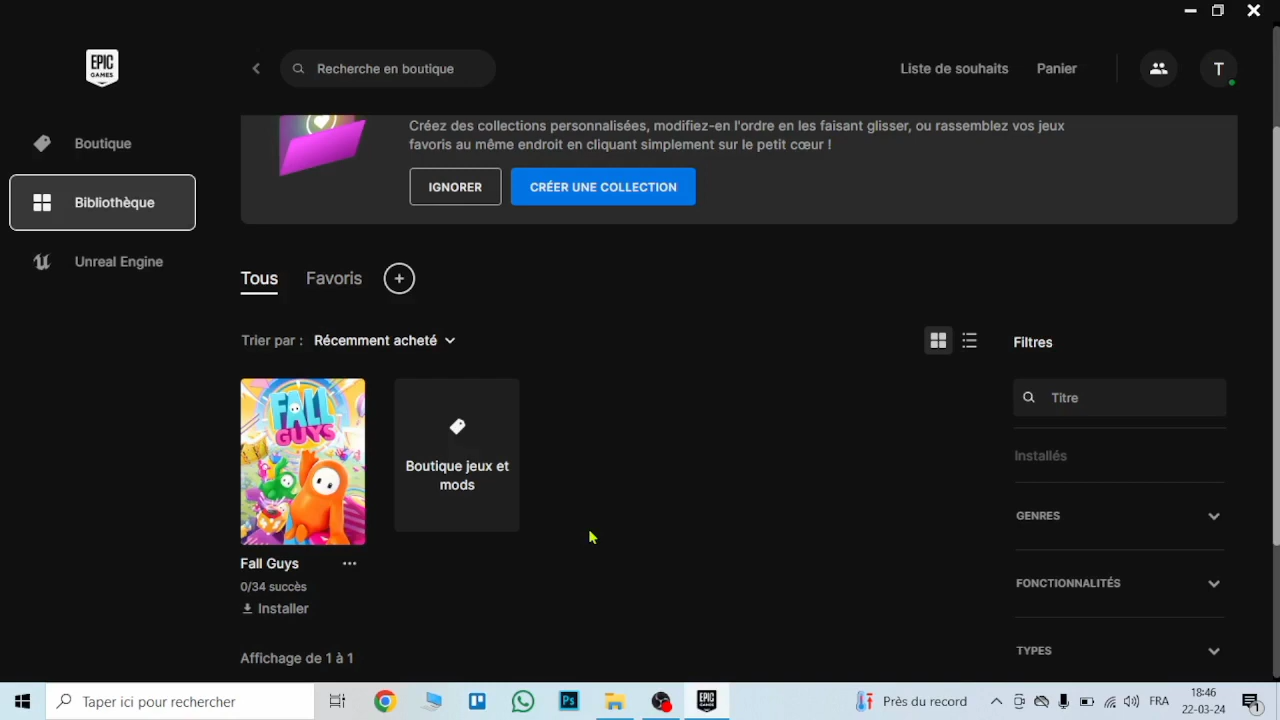 EPIC
GAMES
Recherche en boutique
Liste de souhaits
Panier
T
Créez des collections personnalisées, modifiez-en l'ordre en les faisant glisser, ou rassemblez vos jeux
favoris au même endroit en cliquant simplement sur le petit cœur !
IGNORER
CRÉER UNE COLLECTION
Boutique
Bibliothèque
Unreal Engine
Tous
Favoris
Trier par :
Récemment acheté
Filtres
Titre
Installés
GENRES
FONCTIONNALITÉS
TYPES
FALL
GUYS
Boutique jeux et
mods
Fall Guys
0/34 succès
Installer
Affichage de 1 à 1
Taper ici pour rechercher
Ps
EPIC
GAMES
Près du record
FRA
18:46
22-03-24
1